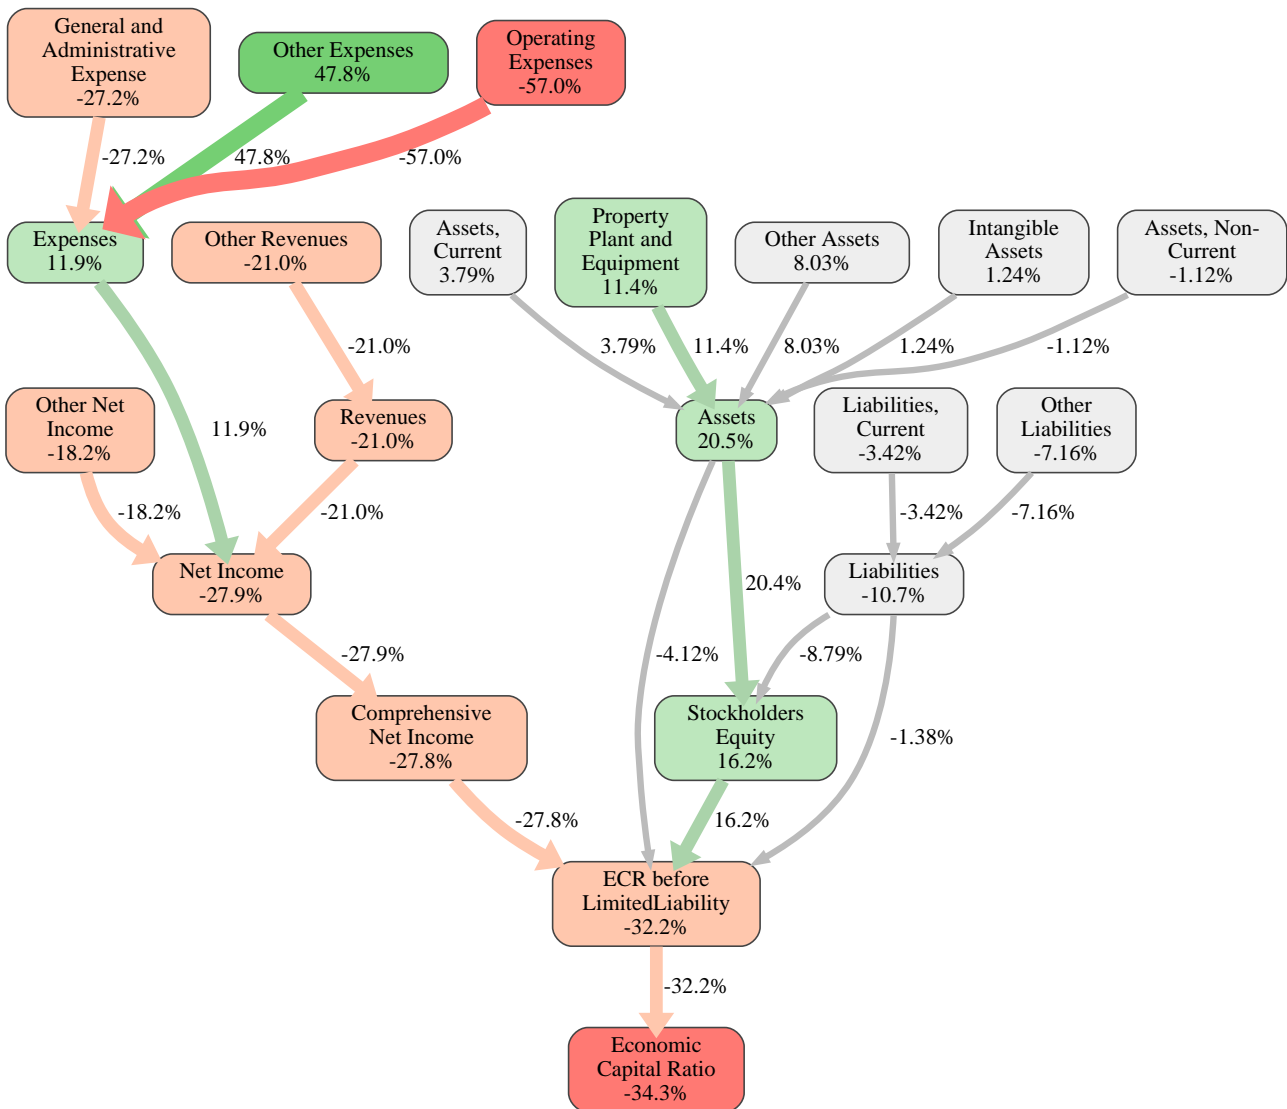 General and
Administrative
Expense
-27.2%
Other Expenses
47.8%
Operating
Expenses
-57.0%
-27.2%
47.8%
-57.0%
Expenses
11.9%
Other Revenues
-21.0%
Assets,
Current
3.79%
Property
Plant and
Equipment
11.4%
Other Assets
8.03%
Intangible
Assets
1.24%
Assets, Non-
Current
-1.12%
-21.0%
3.79%
11.4%
8.03%
1.24%
-1.12%
Other Net
Income
-18.2%
11.9%
Revenues
-21.0%
Assets
20.5%
Liabilities,
Current
-3.42%
Other
Liabilities
-7.16%
-18.2%
-21.0%
-3.42%
-7.16%
Net Income
-27.9%
20.4%
Liabilities
-10.7%
-27.9%
-4.12%
-8.79%
Comprehensive
Net Income
-27.8%
Stockholders
Equity
16.2%
-1.38%
-27.8%
16.2%
ECR before
LimitedLiability
-32.2%
-32.2%
Economic
Capital Ratio
-34.3%